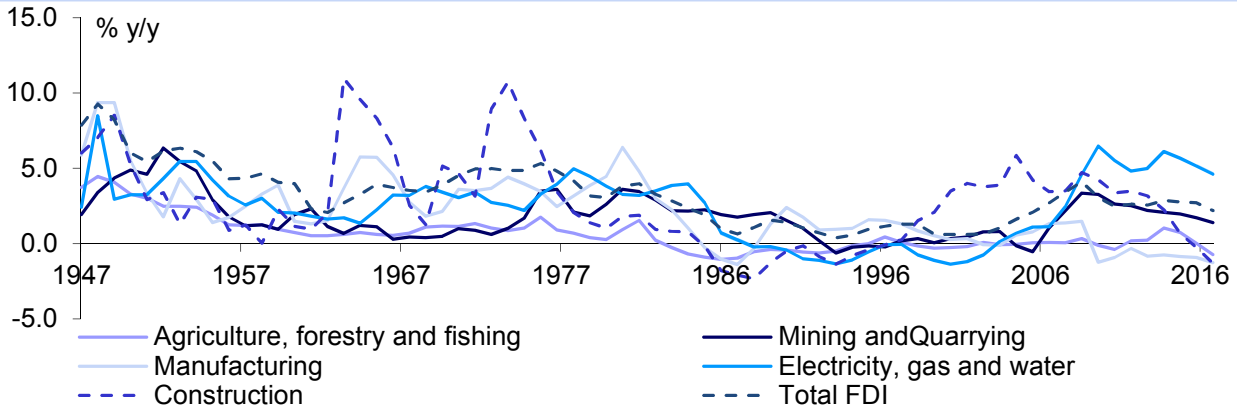 15.0
% y/y
10.0
5.0
0.0
1947 1957 1967 1977 1986 1996 2006 2016
-5.0
Agriculture, forestry and fishing Mining andQuarrying
Manufacturing Electricity, gas and water
Construction Total FDI